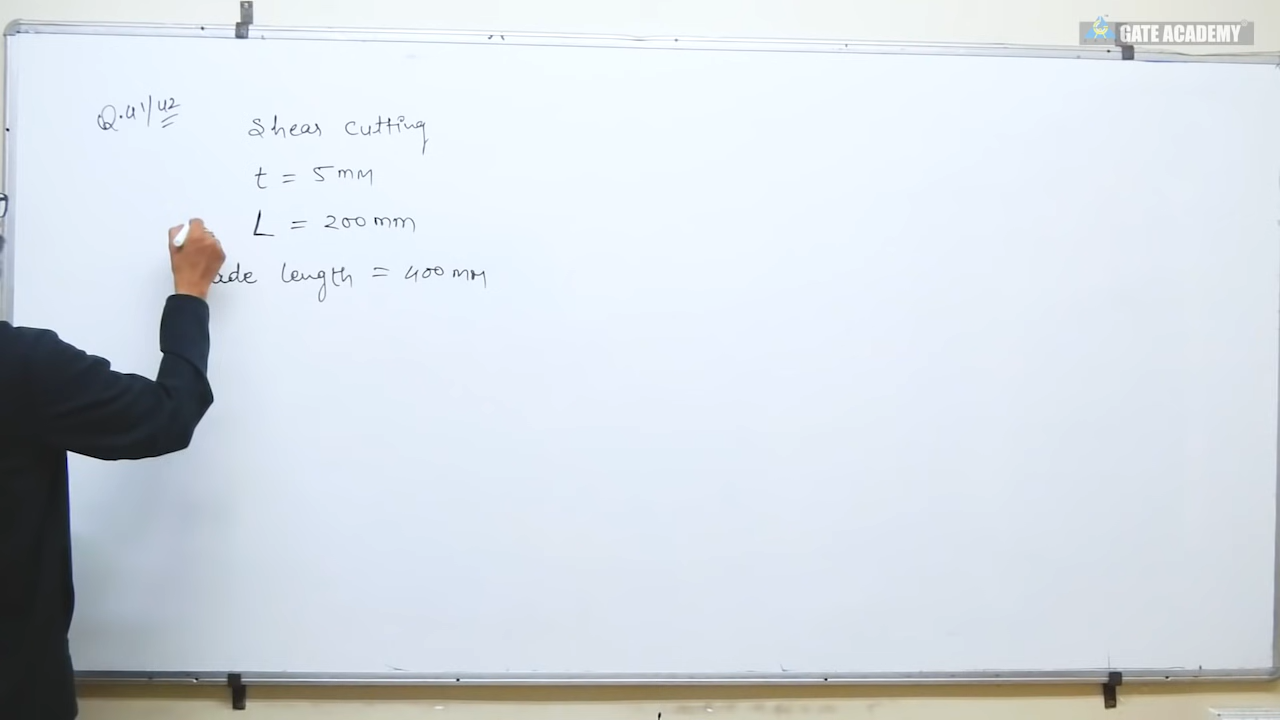 GATE ACADEMY
Q.41/42
Shear cutting
t = 5mm
L = 200mm
ade length = 400mm